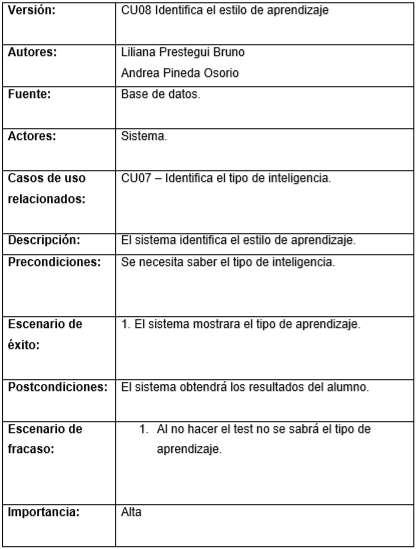 Versión: CU08 Identifica el estilo de aprendizaje
Autores: Liliana Prestegui Bruno
Andrea Pineda Osorio
Fuente: Base de datos.
Actores: Sistema.
Casos de uso CU07 – Identifica el tipo de inteligencia.
relacionados:
Descripción: El sistema identifica el estilo de aprendizaje.
Precondiciones: Se necesita saber el tipo de inteligencia.
Escenario de 1. El sistema mostrara el tipo de aprendizaje.
éxito:
Postcondiciones: El sistema obtendrá los resultados del alumno.
Escenario de 1. Al no hacer el test no se sabrá el tipo de
fracaso: aprendizaje.
Importancia: Alta